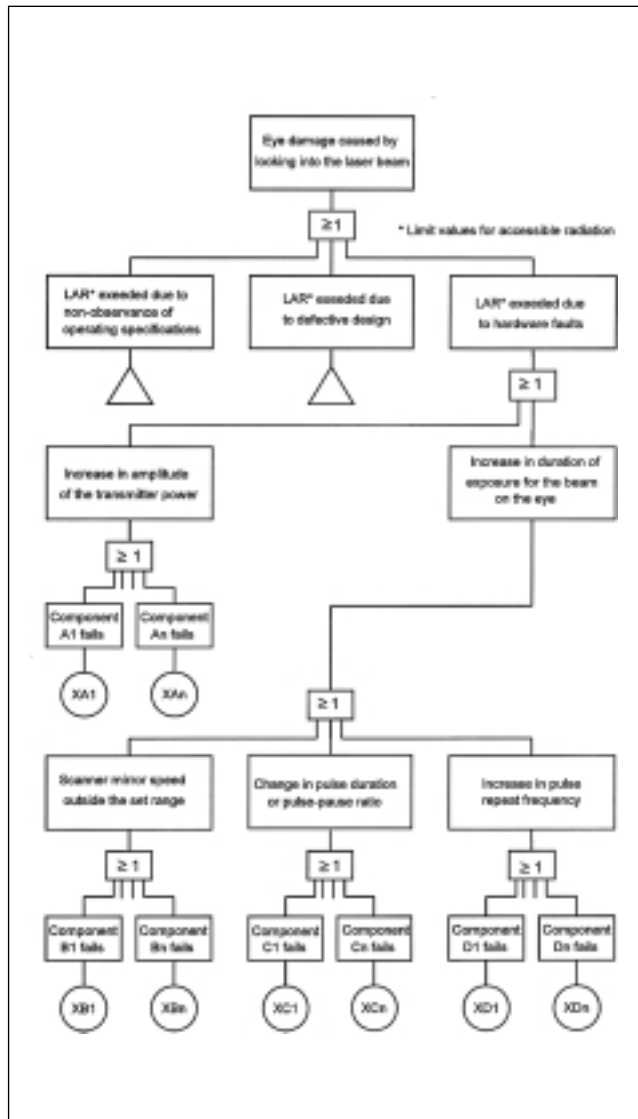 Eye damage caused by
looking into the laser beam
≥1
* Limit values for accessible radiation
LAR* exeeded due to
non-observance of
operating specifications
LAR* exeeded due
to defective design
LAR* exeeded due
to hardware faults
≥ 1
Increase in amplitude
of the transmitter power
Increase in duration of
exposure for the beam
on the eye
≥ 1
Component
A1 fails
Component
An fails
XA1
XAn
≥ 1
Scanner mirror speed
outside the set range
Change in pulse duration
or pulse-pause ratio
Increase in pulse
repeat frequency
≥ 1
≥ 1
≥ 1
Component
B1 fails
Component
Bn fails
Component
C1 fails
Component
Cn fails
Component
D1 fails
Component
Dn fails
XB1
XBn
XC1
XCn
XD1
XDn